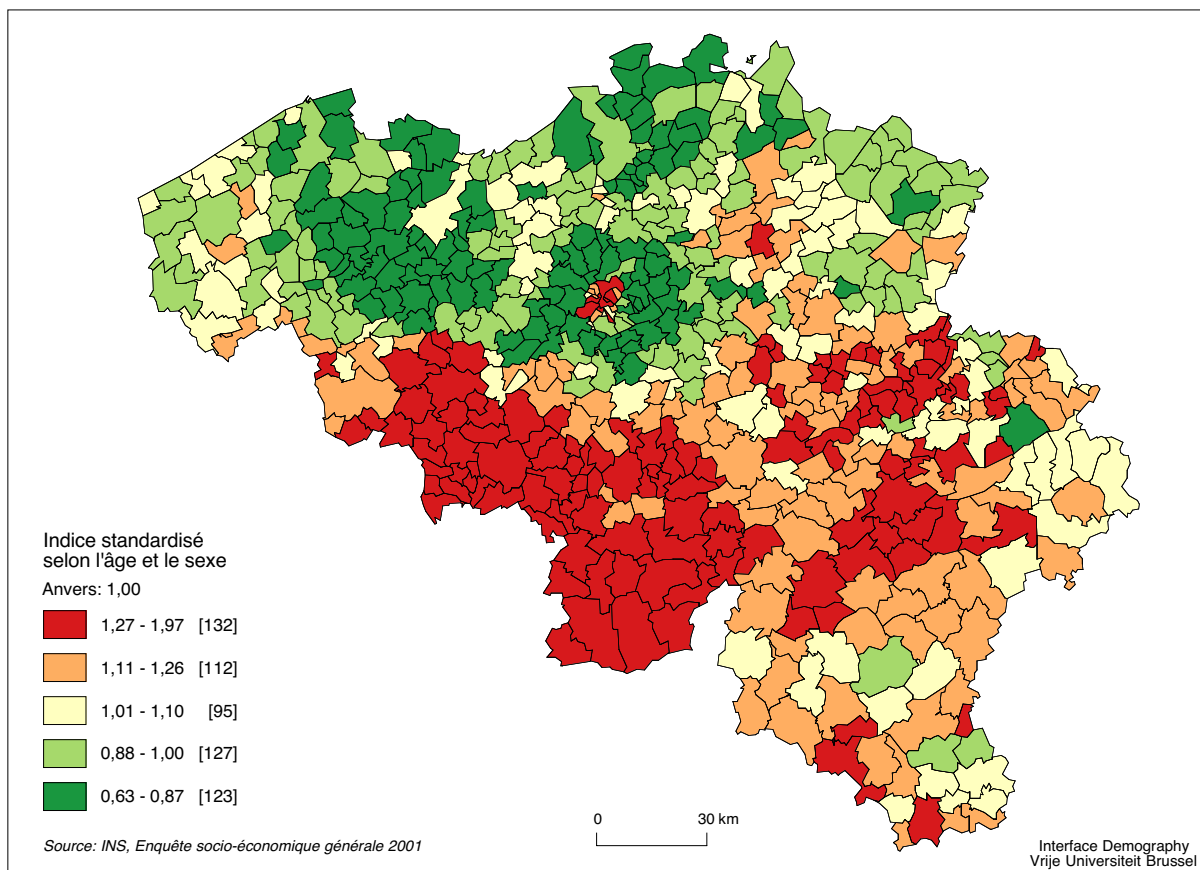 Indice standardisé
selon l'âge et le sexe
Anvers: 1,00
1,27 - 1,97 [132]
1,11 - 1,26 [112]
1,01 - 1,10 [95]
0,88 - 1,00 [127]
0,63 - 0,87 [123]
0 30 km
Source: INS, Enquête socio-économique générale 2001
Interface Demography
Vrije Universiteit Brussel